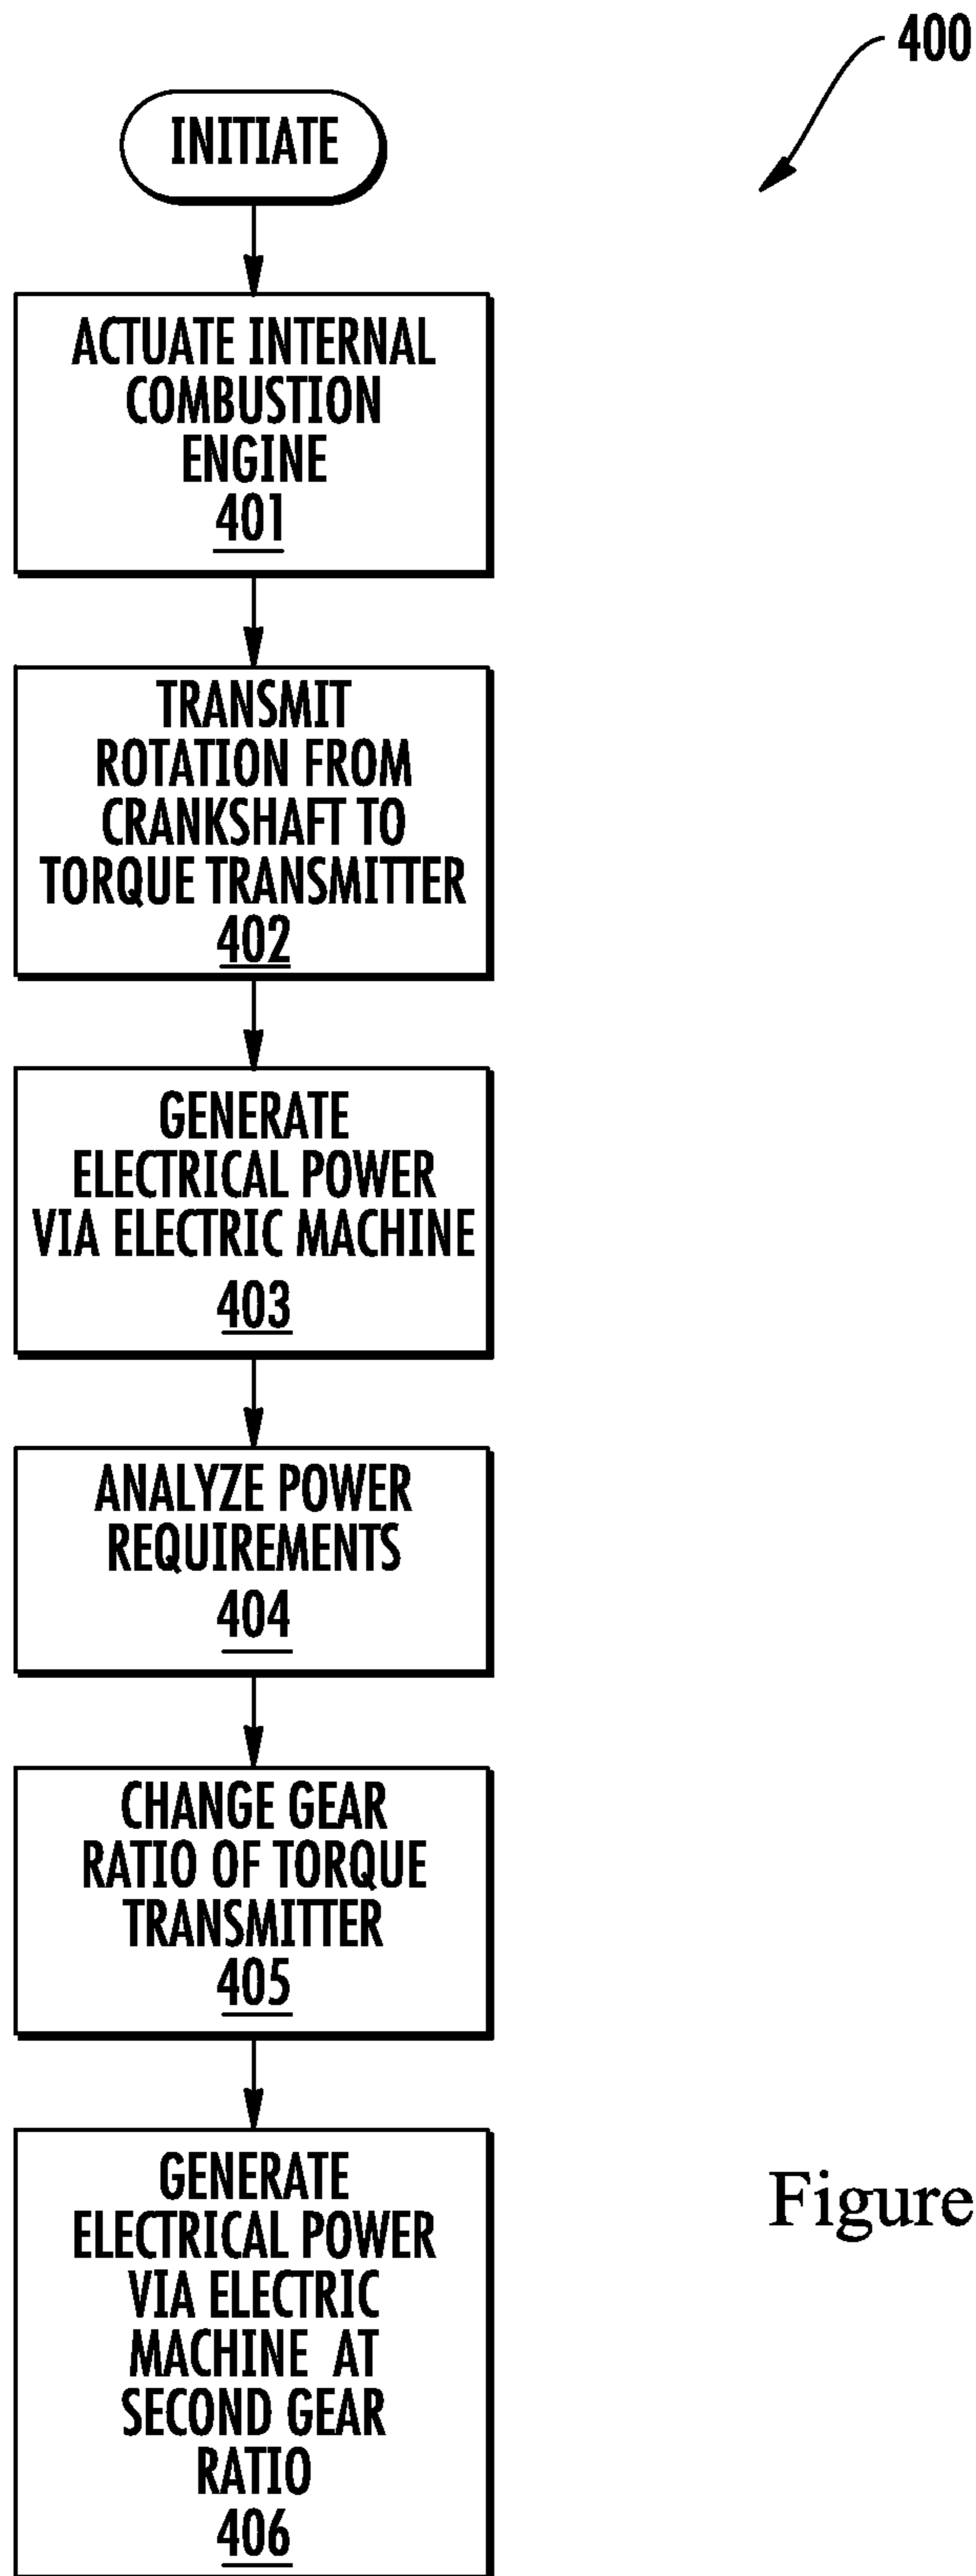 400
INITIATE
ACTUATE INTERNAL
COMBUSTION
ENGINE
401
TRANSMIT
ROTATION FROM
CRANKSHAFT TO
TORQUE TRANSMITTER
402
GENERATE
ELECTRICAL POWER
VIA ELECTRIC MACHINE
403
ANALYZE POWER
REQUIREMENTS
404
CHANGE GEAR
RATIO OF TORQUE
TRANSMITTER
405
GENERATE
ELECTRICAL POWER
VIA ELECTRIC
MACHINE AT
SECOND GEAR
RATIO
406
Figure